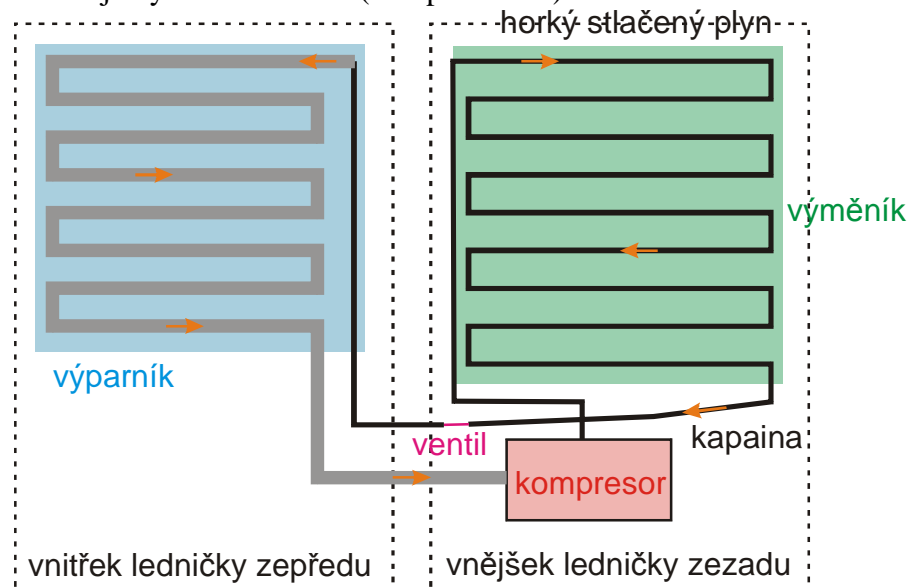 horký stlačený plyn
výměník
výparník
ventil
kapaina
kompresor
vnitřek ledničky zepředu
vnějšek ledničky zezadu